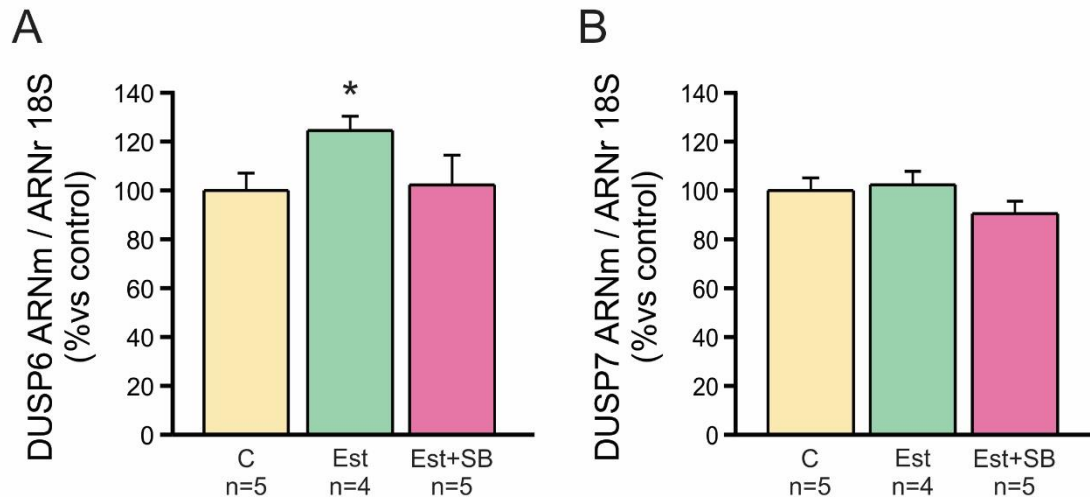 A
DUSP6 ARNm / ARNr 18S
(%vs control)
140
120
100
80
60
40
20
0
*
C
n=5
Est
n=4
Est+SB
n=5
B
DUSP7 ARNm / ARNr 18S
(%vs control)
140
120
100
80
60
40
20
0
C
n=5
Est
n=4
Est+SB
n=5